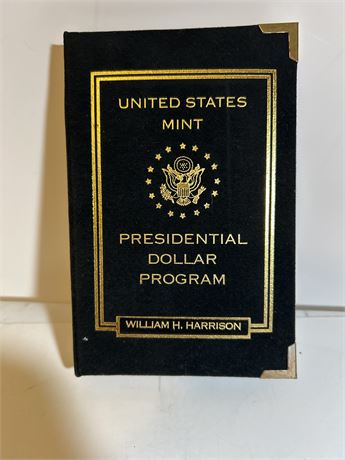 UNITED STATES
MINT
PRESIDENTIAL
DOLLAR
PROGRAM
WILLIAM H. HARRISON